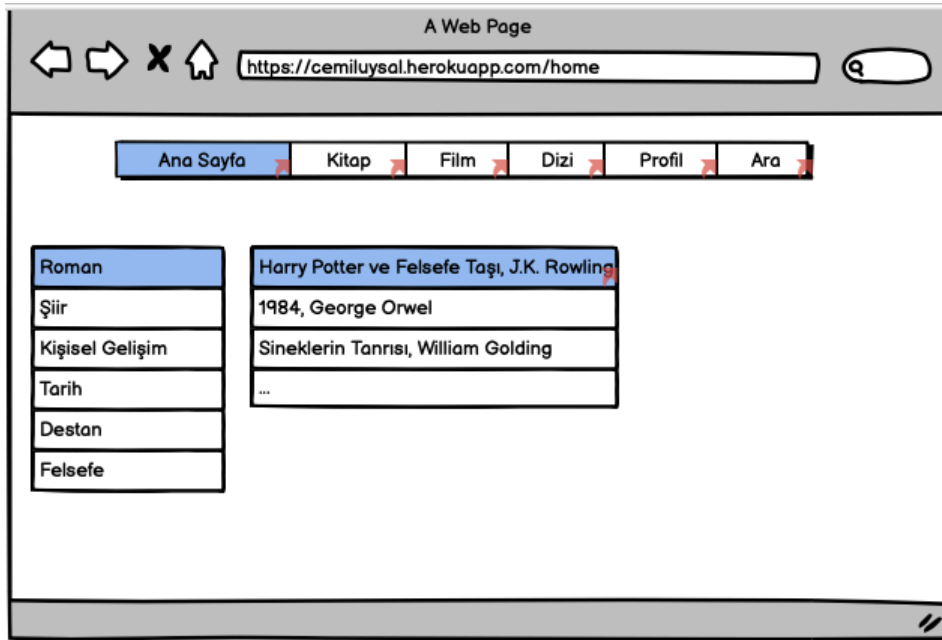 A Web Page
https://cemiluysal.herokuapp.com/home
Ana Sayfa Kitap Film Dizi Profil Ara
Roman
Şiir
Kişisel Gelişim
Tarih
Destan
Felsefe
Harry Potter ve Felsefe Taşı, J.K. Rowling
1984, George Orwel
Sineklerin Tanrısı, William Golding
...